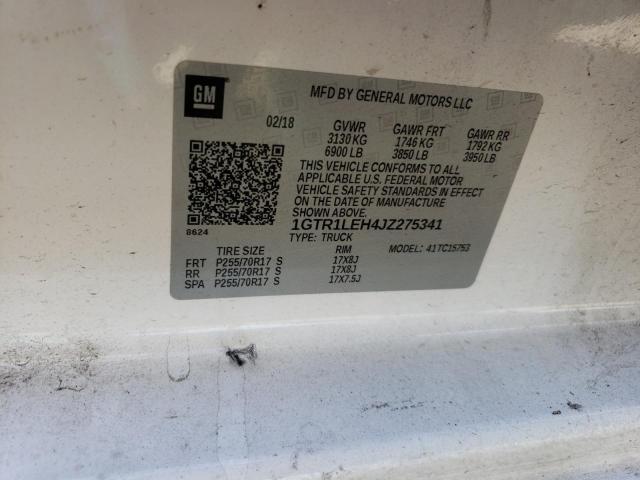 GM
MFD BY GENERAL MOTORS LLC
02/18 GVWR GAWR FRT GAWR RR
3130 KG 1746 KG 1792 KG
6900 LB 3850 LB 3950 LB
THIS VEHICLE CONFORMS TO ALL
APPLICABLE U.S. FEDERAL MOTOR
VEHICLE SAFETY STANDARDS IN EFFECT
ON THE DATE OF MANUFACTURE
SHOWN ABOVE.
8624 1GTR1LEH4JZ275341
TYPE: TRUCK MODEL: 41TC15753
TIRE SIZE RIM
FRT P255/70R17 S 17X8J
RR P255/70R17 S 17X8J
SPA P255/70R17 S 17X7.5J